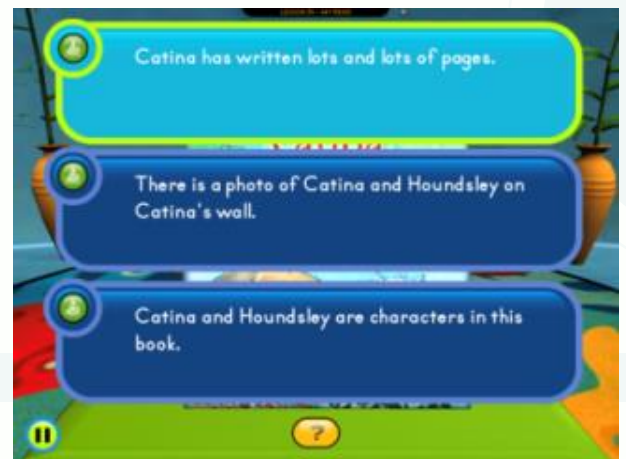 Catina has written lots and lots of pages.
Catina
There is a photo of Catina and Houndsley on
Catina's wall.
Catina and Houndsley are characters in this
book.
?